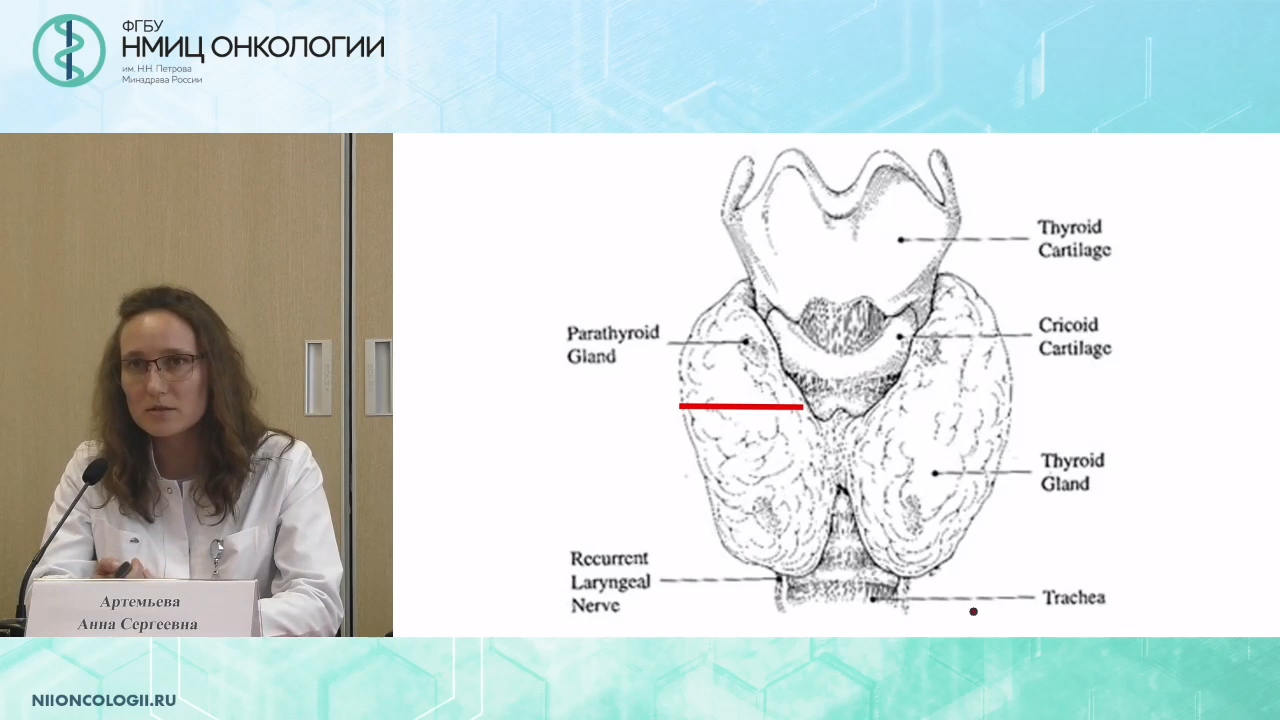 ФГБУ
НМИЦ ОНКОЛОГИИ
им. Н.Н. Петрова
Минздрава России
Thyroid
Cartilage
Parathyroid
Gland
Cricoid
Cartilage
Thyroid
Gland
Recurrent
Laryngeal
Nerve
Trachea
Артемьева
Анна Сергеевна
NIIONCOLOGII.RU